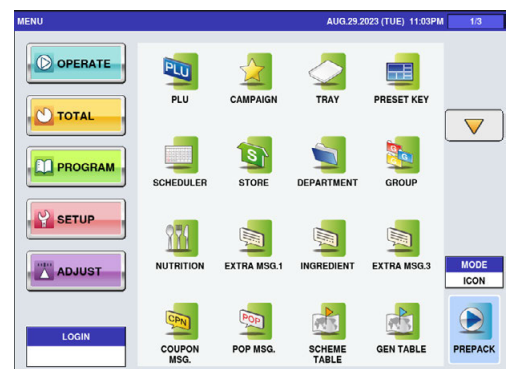 MENU AUG.29.2023 (TUE) 11:03PM 1/3
OPERATE
TOTAL
PROGRAM
SETUP
ADJUST
LOGIN
PLU
PLU CAMPAIGN TRAY PRESET KEY
S G G
SCHEDULER STORE DEPARTMENT GROUP
NUTRITION EXTRA MSG.1 INGREDIENT EXTRA MSG.3
CPN POP
COUPON MSG. POP MSG. SCHEME TABLE GEN TABLE
MODE
ICON
PREPACK